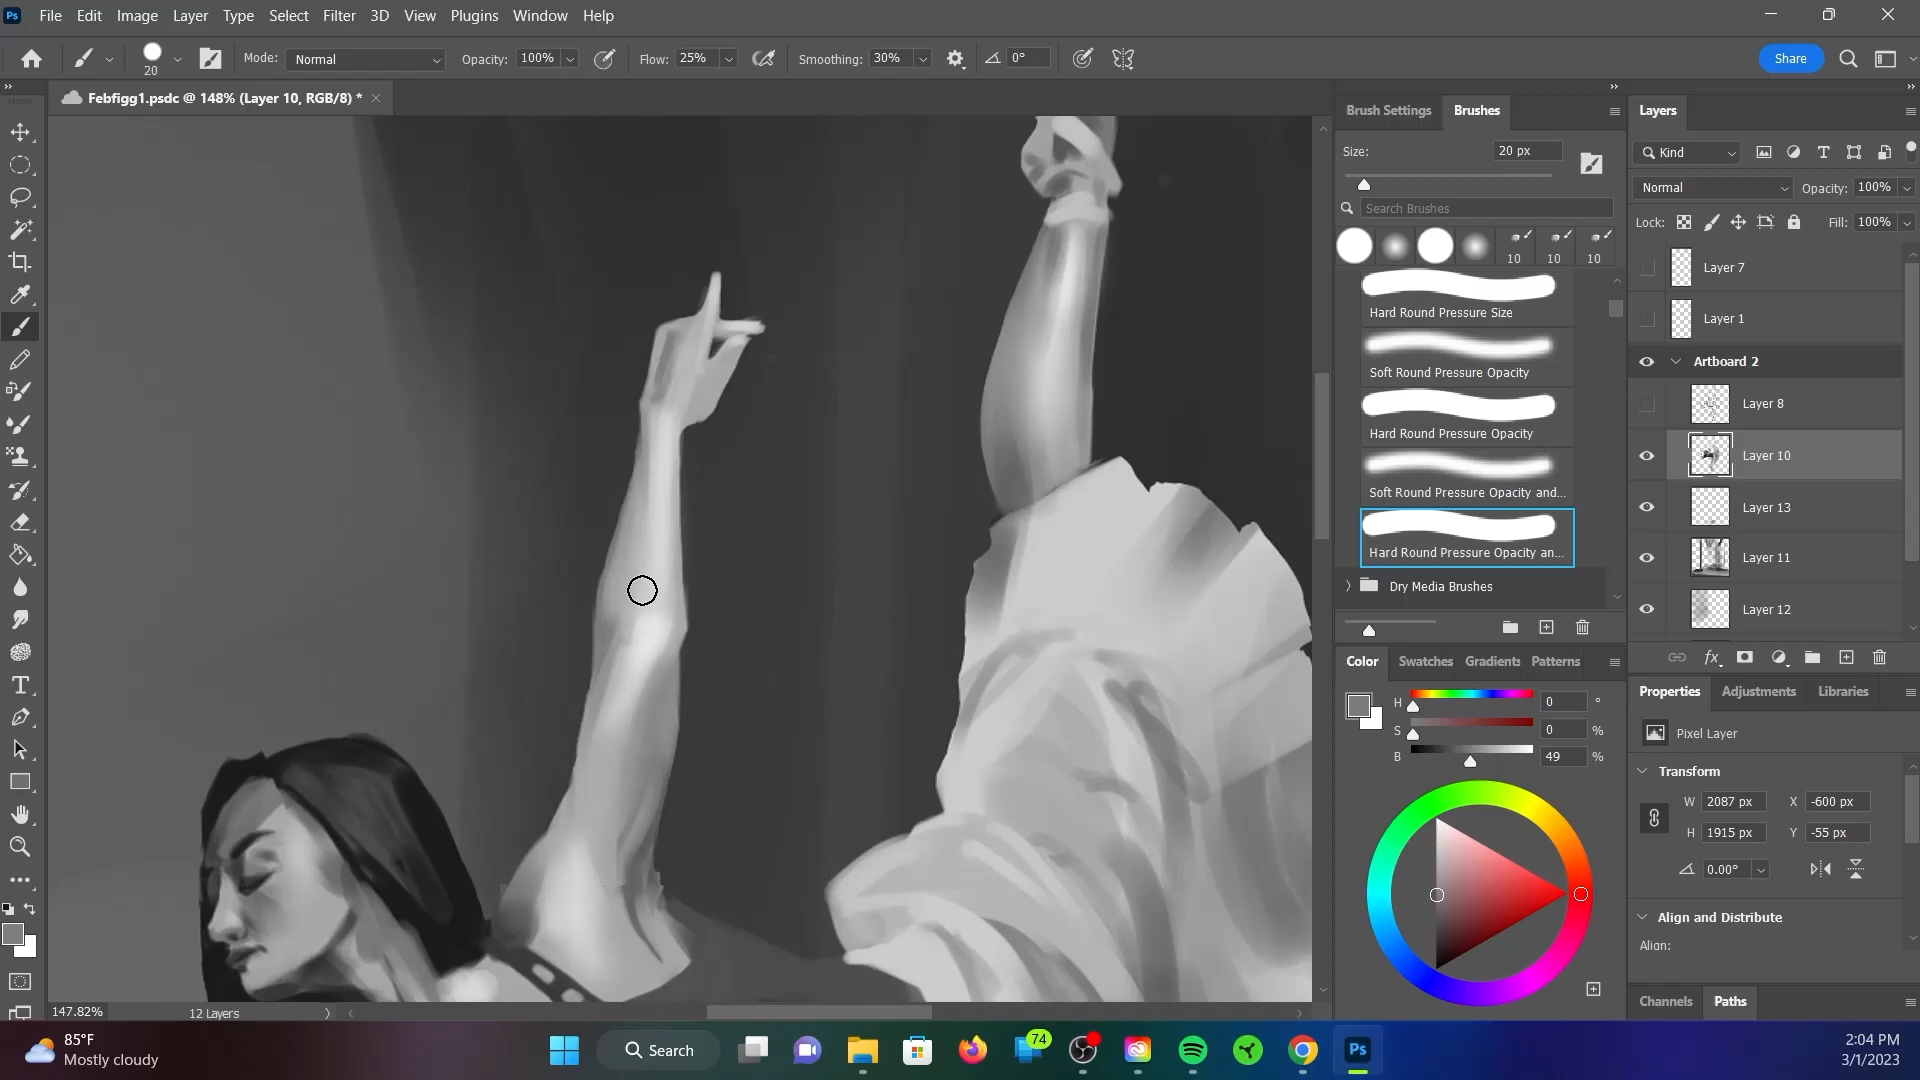 Ps File Edit Image Layer Type Select Filter 3D View Plugins Window Help
20 Mode: Normal Opacity: 100% Flow: 25% Smoothing: 30% 0° Share
Febfigg1.psdc @ 148% (Layer 10, RGB/8) *
Brush Settings Brushes
Size: 20 px
Search Brushes
10 10 10
Hard Round Pressure Size
Soft Round Pressure Opacity
Hard Round Pressure Opacity
Soft Round Pressure Opacity and...
Hard Round Pressure Opacity an...
Dry Media Brushes
Color Swatches Gradients Patterns
H 0 °
S 0 %
B 49 %
Layers
Kind
Normal Opacity: 100%
Lock: Fill: 100%
Layer 7
Layer 1
Artboard 2
Layer 8
Layer 10
Layer 13
Layer 11
Layer 12
fx
Properties Adjustments Libraries
Pixel Layer
Transform
W 2087 px X -600 px
H 1915 px Y -55 px
0.00°
Align and Distribute
Align:
Channels Paths
147.82% 12 Layers
85°F
Mostly cloudy
Search
74
Ps
2:04 PM
3/1/2023